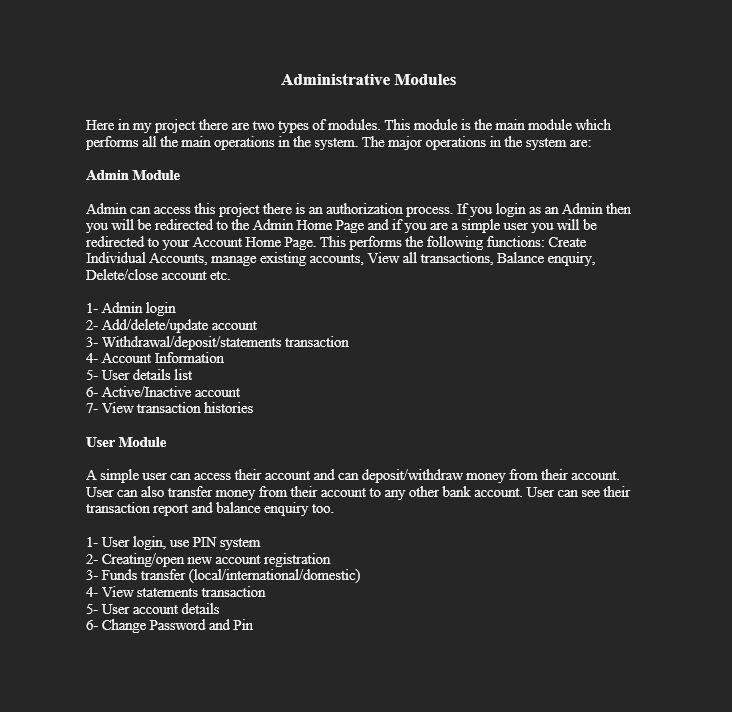 Administrative Modules
Here in my project there are two types of modules. This module is the main module which
performs all the main operations in the system. The major operations in the system are:
Admin Module
Admin can access this project there is an authorization process. If you login as an Admin then
you will be redirected to the Admin Home Page and if you are a simple user you will be
redirected to your Account Home Page. This performs the following functions: Create
Individual Accounts, manage existing accounts, View all transactions, Balance enquiry,
Delete/close account etc.
1- Admin login
2- Add/delete/update account
3- Withdrawal/deposit/statements transaction
4- Account Information
5- User details list
6- Active/Inactive account
7- View transaction histories
User Module
A simple user can access their account and can deposit/withdraw money from their account.
User can also transfer money from their account to any other bank account. User can see their
transaction report and balance enquiry too.
1- User login, use PIN system
2- Creating/open new account registration
3- Funds transfer (local/international/domestic)
4- View statements transaction
5- User account details
6- Change Password and Pin